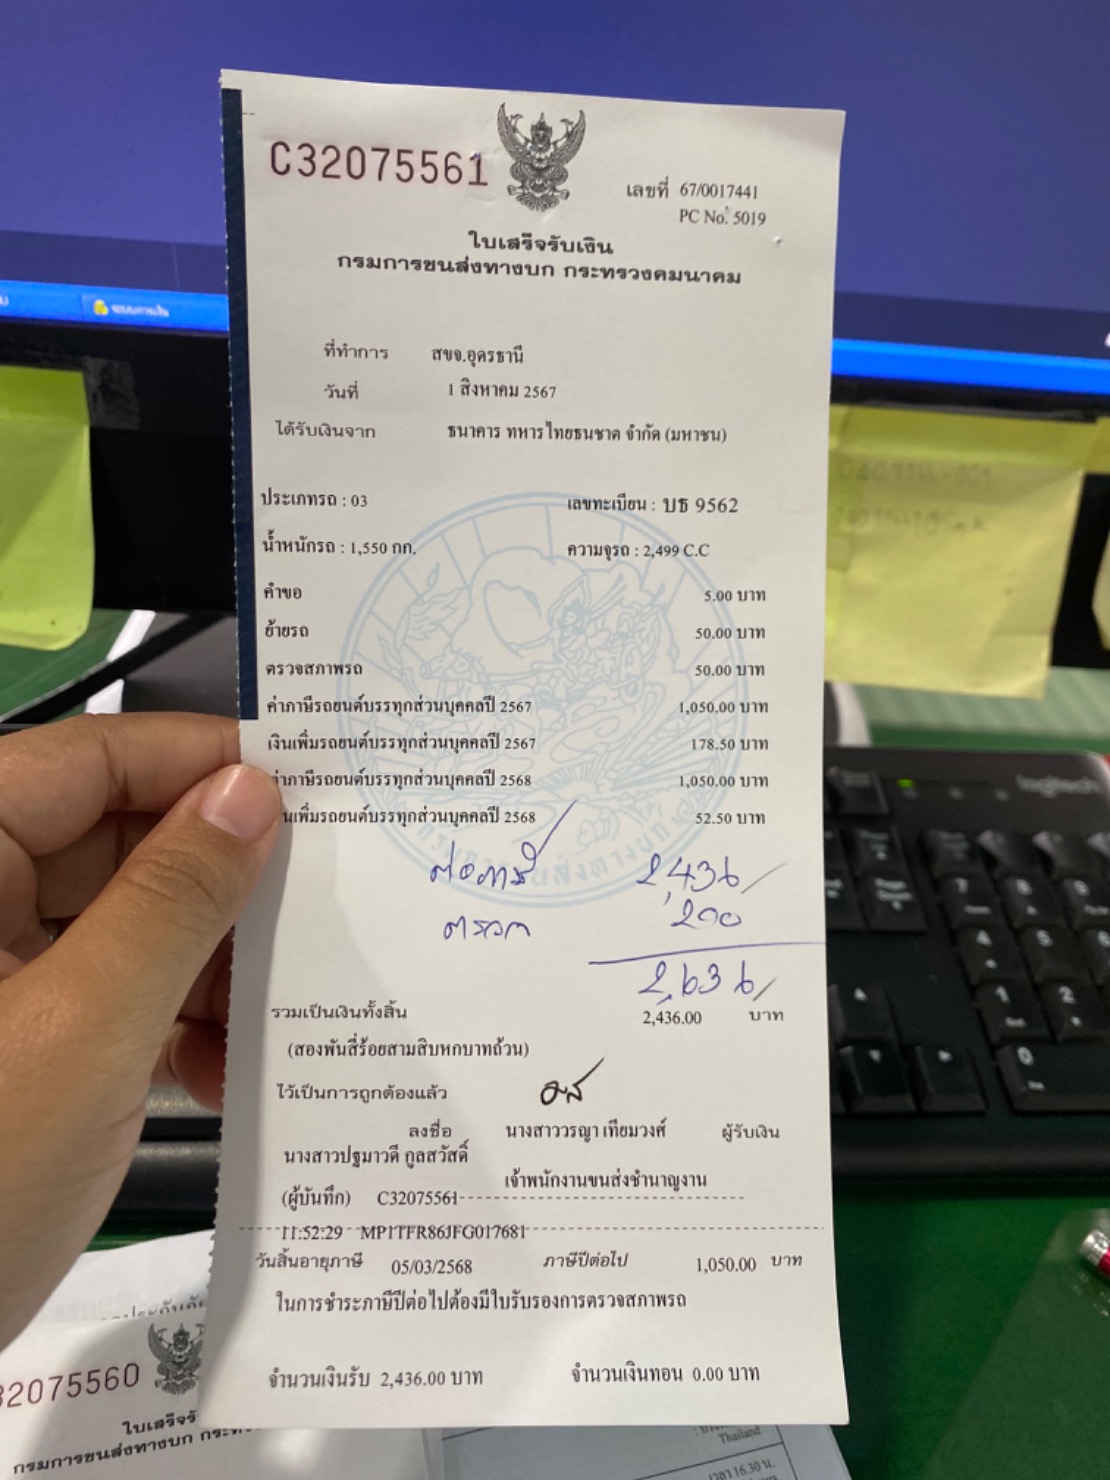 C32075561
เลขที่ 67/0017441
PC No. 5019
ใบเสร็จรับเงิน
กรมการขนส่งทางบก กระทรวงคมนาคม
ที่ทำการ สขจ.อุดรธานี
วันที่ 1 สิงหาคม 2567
ได้รับเงินจาก ธนาคาร ทหารไทยธนชาต จำกัด (มหาชน)
ประเภทรถ : 03 เลขทะเบียน : บธ 9562
น้ำหนักรถ : 1,550 กก. ความจุรถ : 2,499 C.C
คำขอ 5.00 บาท
ย้ายรถ 50.00 บาท
ตรวจสภาพรถ 50.00 บาท
ค่าภาษีรถยนต์บรรทุกส่วนบุคคลปี 2567 1,050.00 บาท
เงินเพิ่มรถยนต์บรรทุกส่วนบุคคลปี 2567 178.50 บาท
ค่าภาษีรถยนต์บรรทุกส่วนบุคคลปี 2568 1,050.00 บาท
นเพิ่มรถยนต์บรรทุกส่วนบุคคลปี 2568 52.50 บาท
ต่อภาษี 2,436/
ตรวจ 200
2,636/
รวมเป็นเงินทั้งสิ้น 2,436.00 บาท
(สองพันสี่ร้อยสามสิบหกบาทถ้วน)
ไว้เป็นการถูกต้องแล้ว
ลงชื่อ นางสาววรญา เทียมวงศ์ ผู้รับเงิน
นางสาวปฐมาวดี กูลสวัสดิ์
เจ้าพนักงานขนส่งชำนาญงาน
(ผู้บันทึก) C32075561
11:52:29 MP1TFR86JFG017681
วันสิ้นอายุภาษี 05/03/2568 ภาษีปีต่อไป 1,050.00 บาท
ในการชำระภาษีปีต่อไปต้องมีใบรับรองการตรวจสภาพรถ
จำนวนเงินรับ 2,436.00 บาท จำนวนเงินทอน 0.00 บาท
32075560
ใบเสร็จรั
กรมการขนส่งทางบก
Thailand
เวลา 16.30 น.
logitech